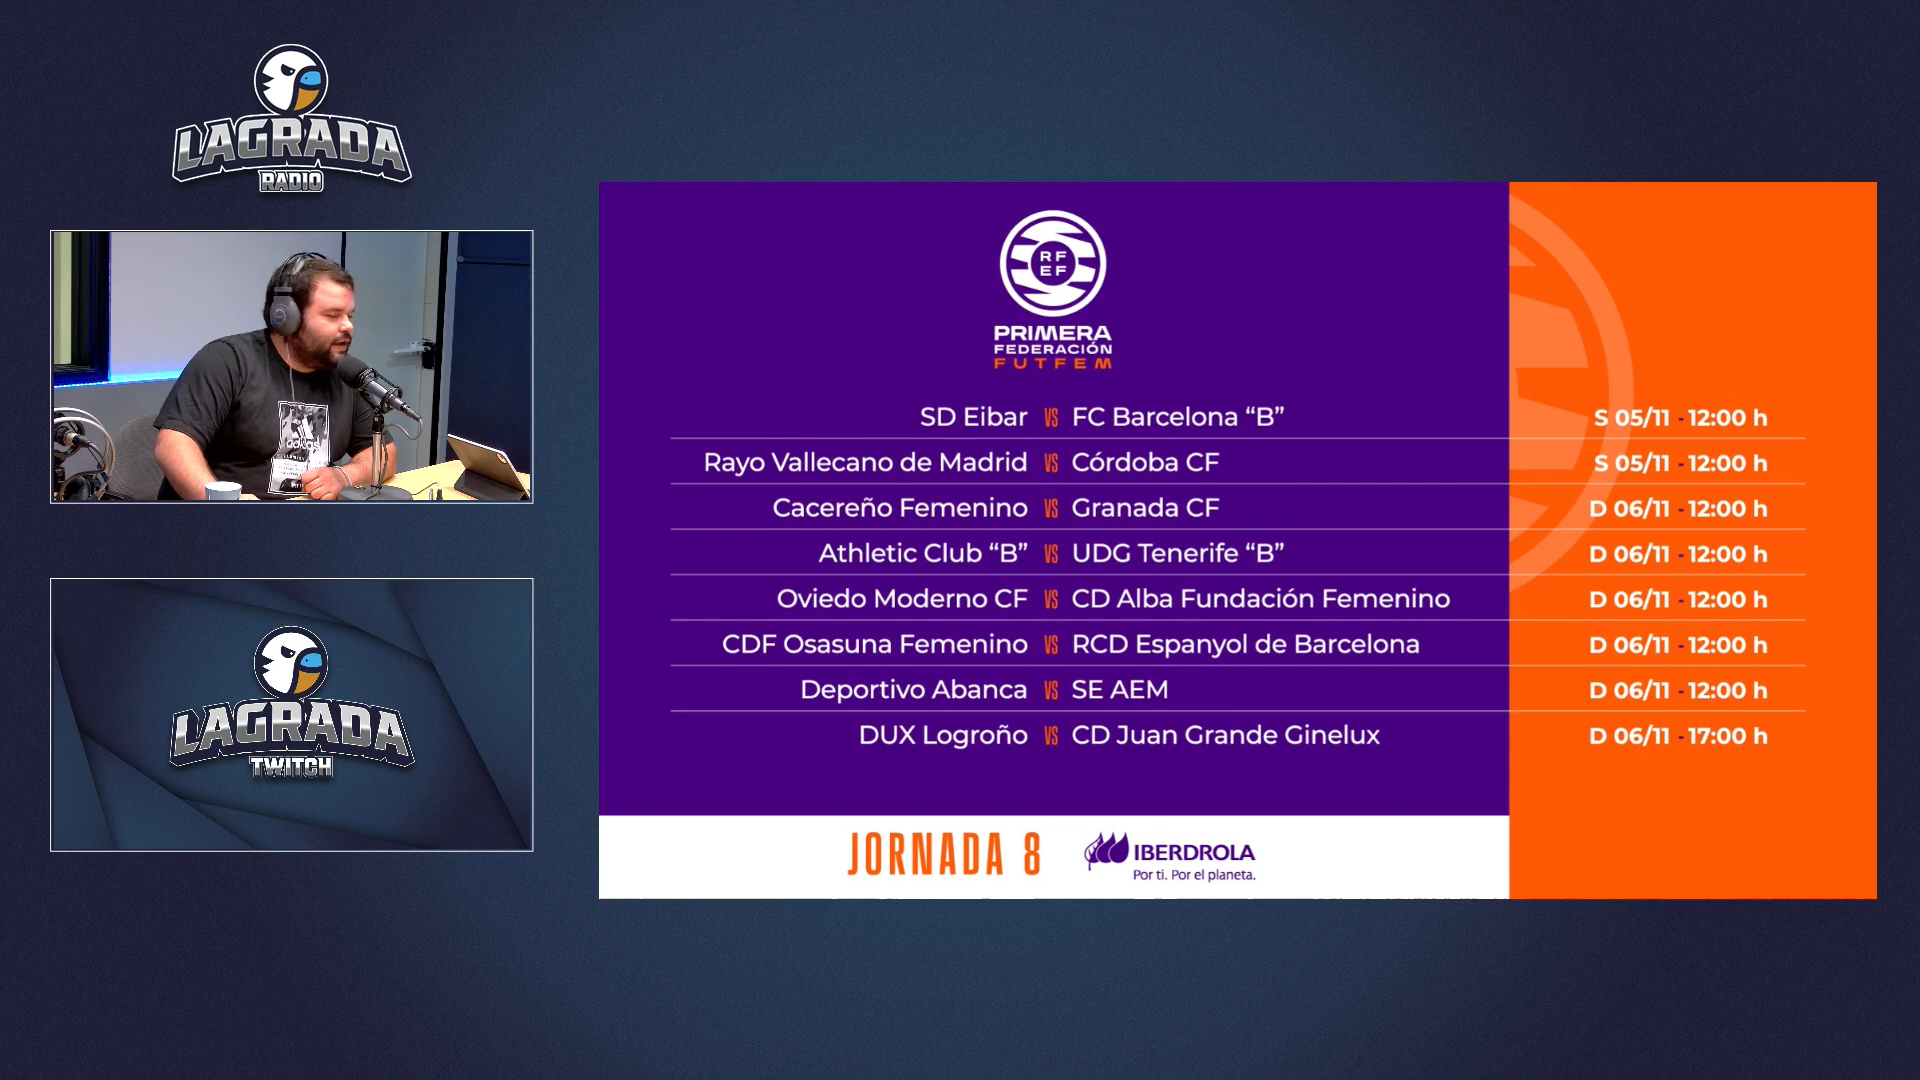 LAGRADA
RADIO
adidas
LAGRADA
TWITCH
RF
EF
PRIMERA
FEDERACIÓN
FUTFEM
SD Eibar VS FC Barcelona “B” S 05/11 - 12:00 h
Rayo Vallecano de Madrid VS Córdoba CF S 05/11 - 12:00 h
Cacereño Femenino VS Granada CF D 06/11 - 12:00 h
Athletic Club “B” VS UDG Tenerife “B” D 06/11 - 12:00 h
Oviedo Moderno CF VS CD Alba Fundación Femenino D 06/11 - 12:00 h
CDF Osasuna Femenino VS RCD Espanyol de Barcelona D 06/11 - 12:00 h
Deportivo Abanca VS SE AEM D 06/11 - 12:00 h
DUX Logroño VS CD Juan Grande Ginelux D 06/11 - 17:00 h
JORNADA 8
IBERDROLA
Por ti. Por el planeta.